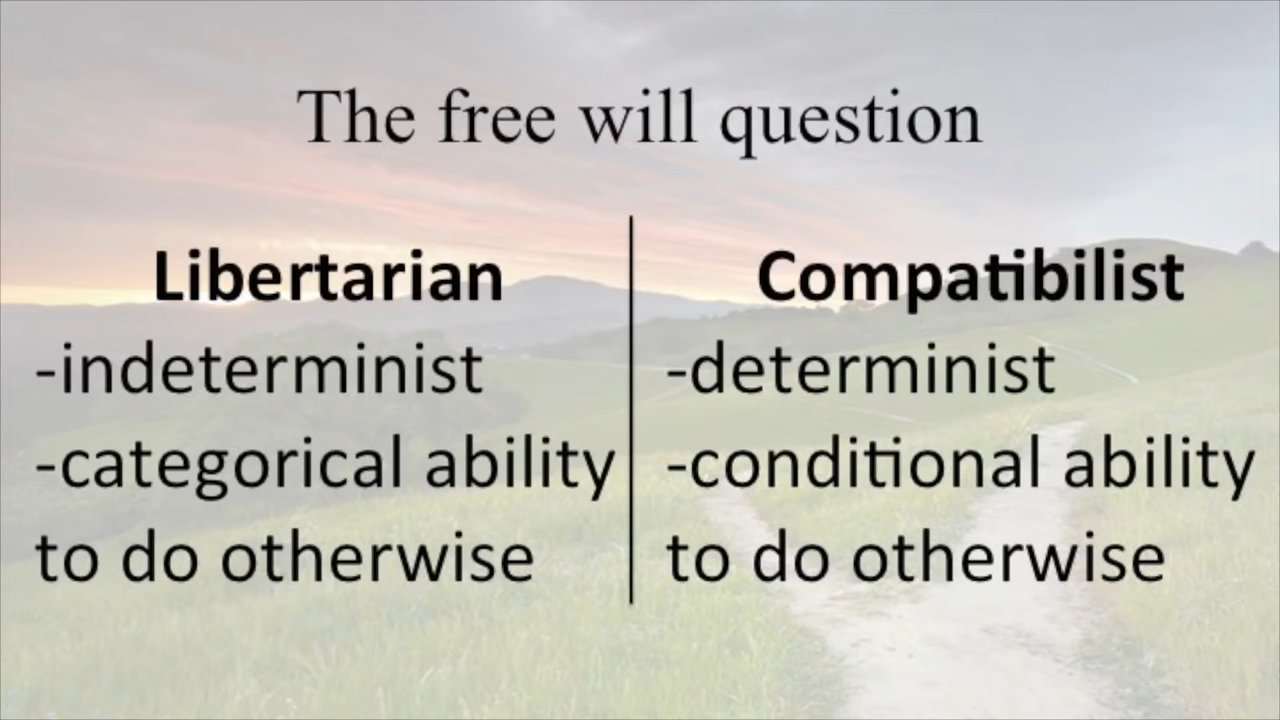 The free will question
Libertarian
-indeterminist
-categorical ability
to do otherwise
Compatibilist
-determinist
-conditional ability
to do otherwise